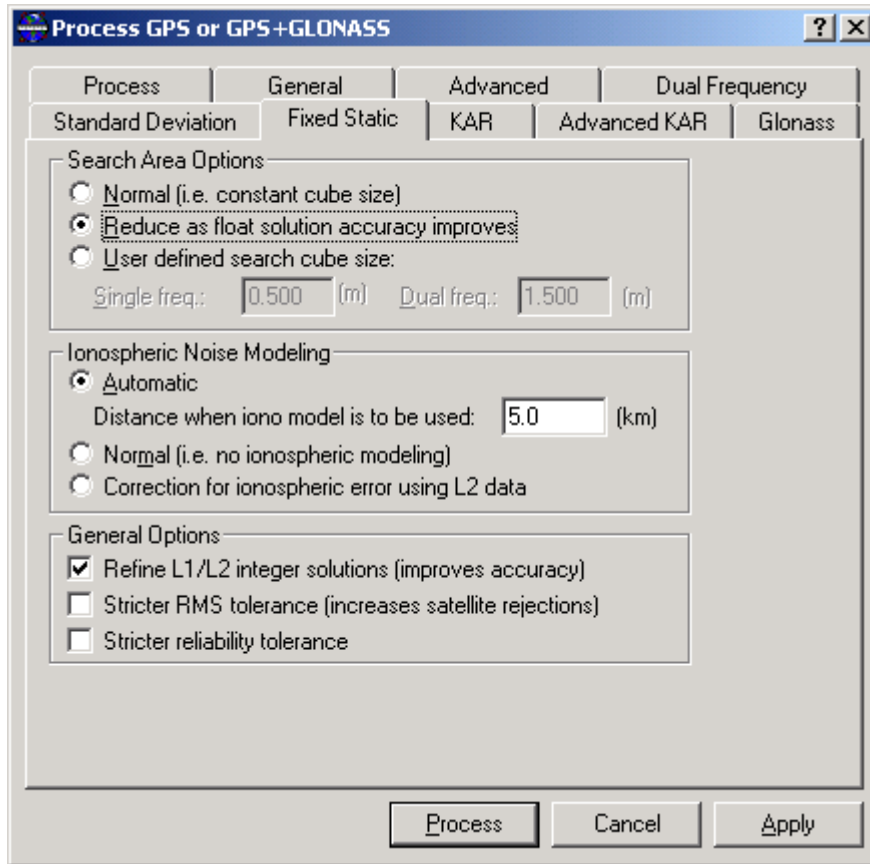 Process GPS or GPS+GLONASS
Process General Advanced Dual Frequency
Standard Deviation Fixed Static KAR Advanced KAR Glonass
Search Area Options
Normal (i.e. constant cube size)
Reduce as float solution accuracy improves
User defined search cube size:
Single freq.: 0.500 (m) Dual freq.: 1.500 (m)
Ionospheric Noise Modeling
Automatic
Distance when iono model is to be used: 5.0 (km)
Normal (i.e. no ionospheric modeling)
Correction for ionospheric error using L2 data
General Options
Refine L1/L2 integer solutions (improves accuracy)
Stricter RMS tolerance (increases satellite rejections)
Stricter reliability tolerance
Process Cancel Apply